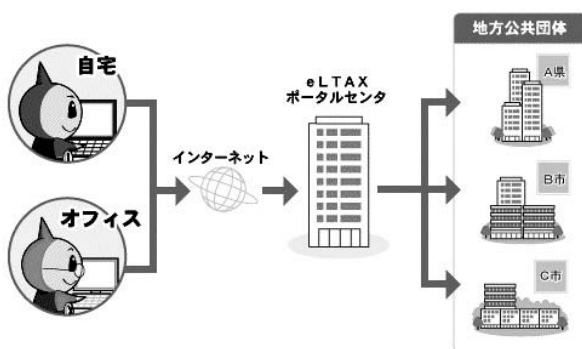 自宅
オフィス
インターネット
eLTAX
ポータルセンタ
地方公共団体
A県
B市
C市